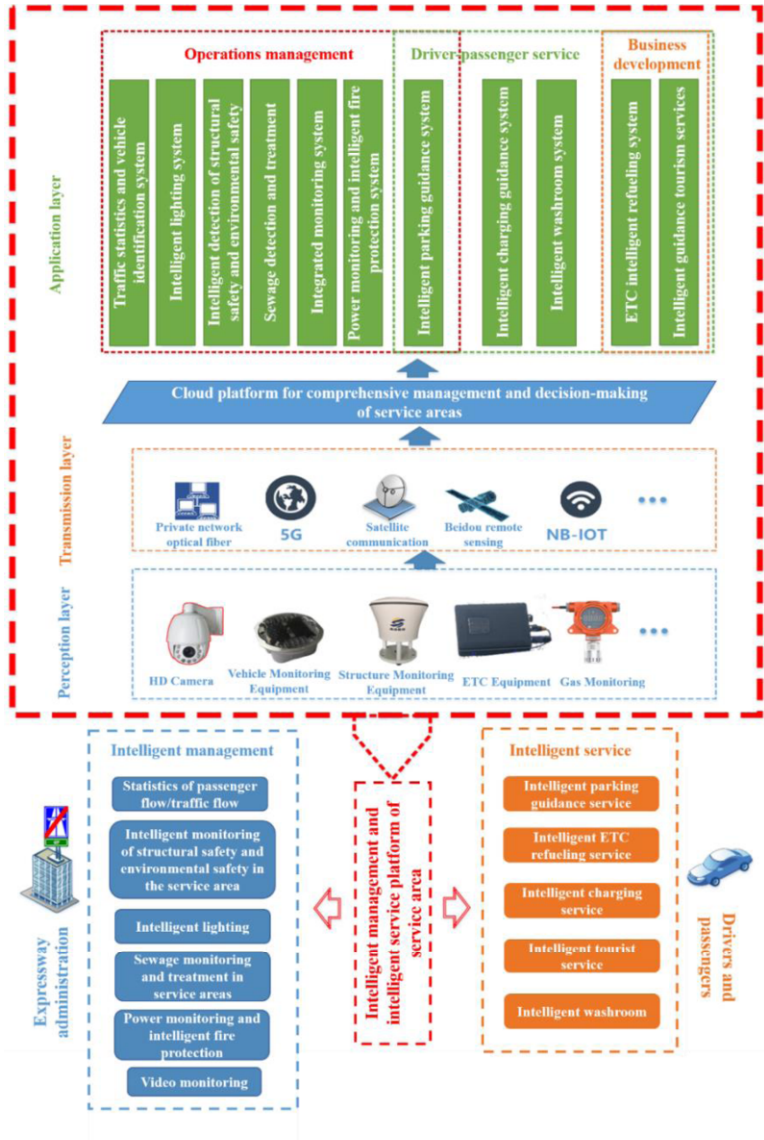 Operations management
Driver-passenger service
Business
development
Application layer
Traffic statistics and vehicle
identification system
Intelligent lighting system
Intelligent detection of structural
safety and environmental safety
Sewage detection and treatment
Integrated monitoring system
Power monitoring and intelligent fire
protection system
Intelligent parking guidance system
Intelligent charging guidance system
Intelligent washroom system
ETC intelligent refueling system
Intelligent guidance tourism services
Cloud platform for comprehensive management and decision-making
of service areas
Transmission layer
Private network
optical fiber
5G
Satellite
communication
Beidou remote
sensing
NB-IOT
Perception layer
HD Camera
Vehicle Monitoring
Equipment
Structure Monitoring
Equipment
ETC Equipment
Gas Monitoring
Intelligent management
Statistics of passenger
flow/traffic flow
Intelligent monitoring
of structural safety and
environmental safety in
the service area
Intelligent lighting
Sewage monitoring
and treatment in
service areas
Power monitoring and
intelligent fire
protection
Video monitoring
Expressway
administration
Intelligent management and
intelligent service platform of
service area
Intelligent service
Intelligent parking
guidance service
Intelligent ETC
refueling service
Intelligent charging
service
Intelligent tourist
service
Intelligent washroom
Drivers and
passengers